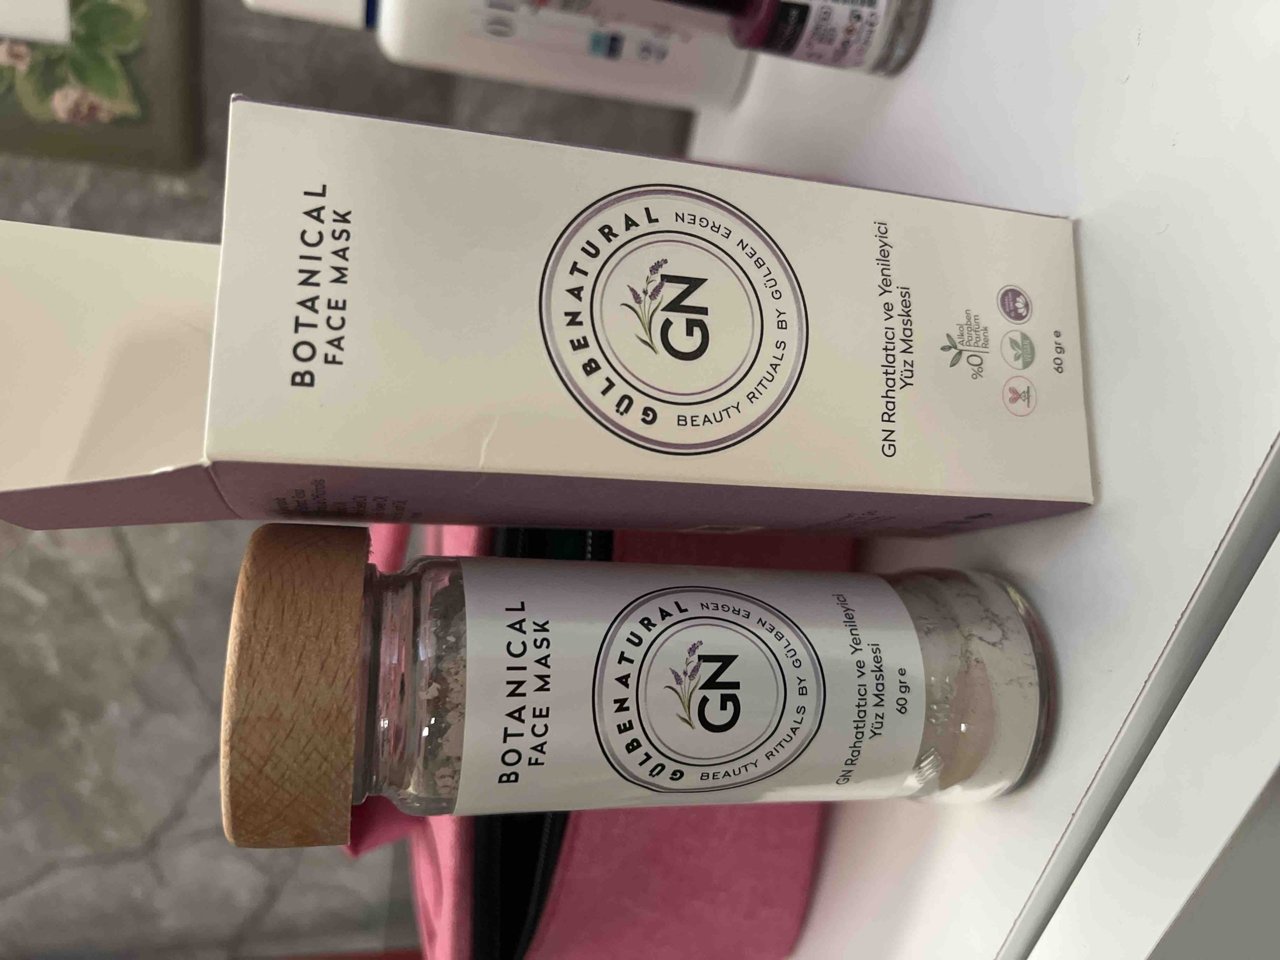 BOTANICAL
FACE MASK
GÜLBENATURAL
BEAUTY RITUALS BY GÜLBEN ERGEN
GN
GN Rahatlatıcı ve Yenileyici
Yüz Maskesi
%0
Alkol
Paraben
Parfüm
Renk
60 gr e
BOTANICAL
FACE MASK
GÜLBENATURAL
BEAUTY RITUALS BY GÜLBEN ERGEN
GN
GN Rahatlatıcı ve Yenileyici
Yüz Maskesi
60 gr e